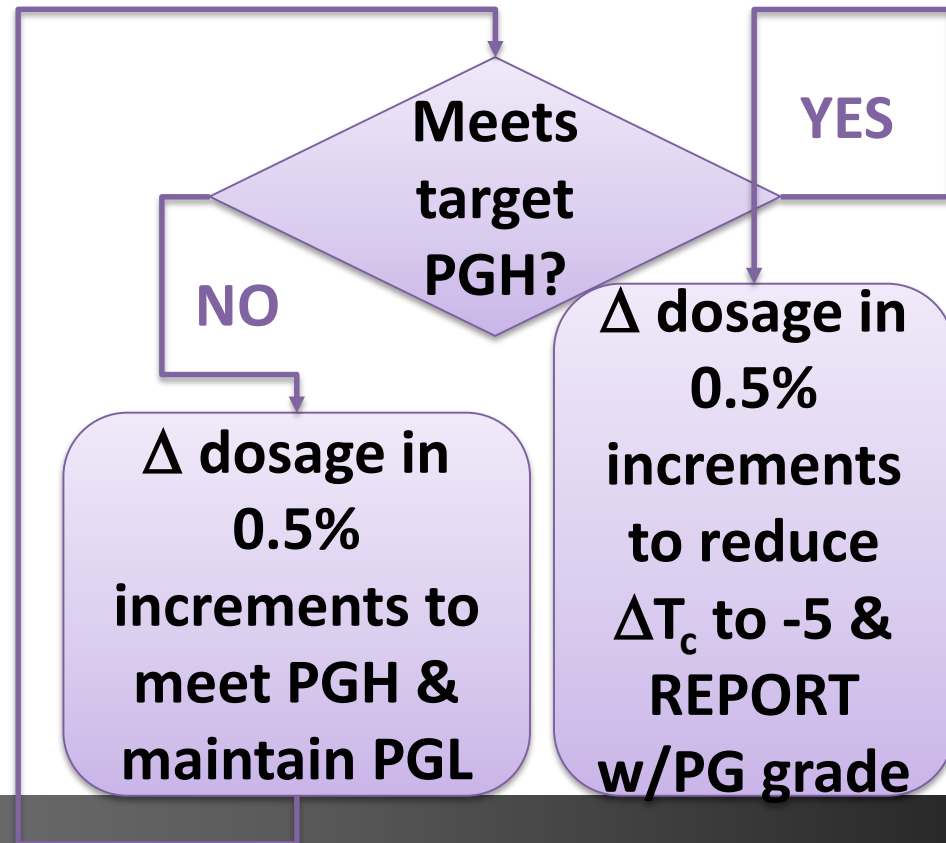 Meets
target
PGH?
YES
NO
Δ dosage in
0.5%
increments to
meet PGH &
maintain PGL
Δ dosage in
0.5%
increments
to reduce
ΔTc to -5 &
REPORT
w/PG grade